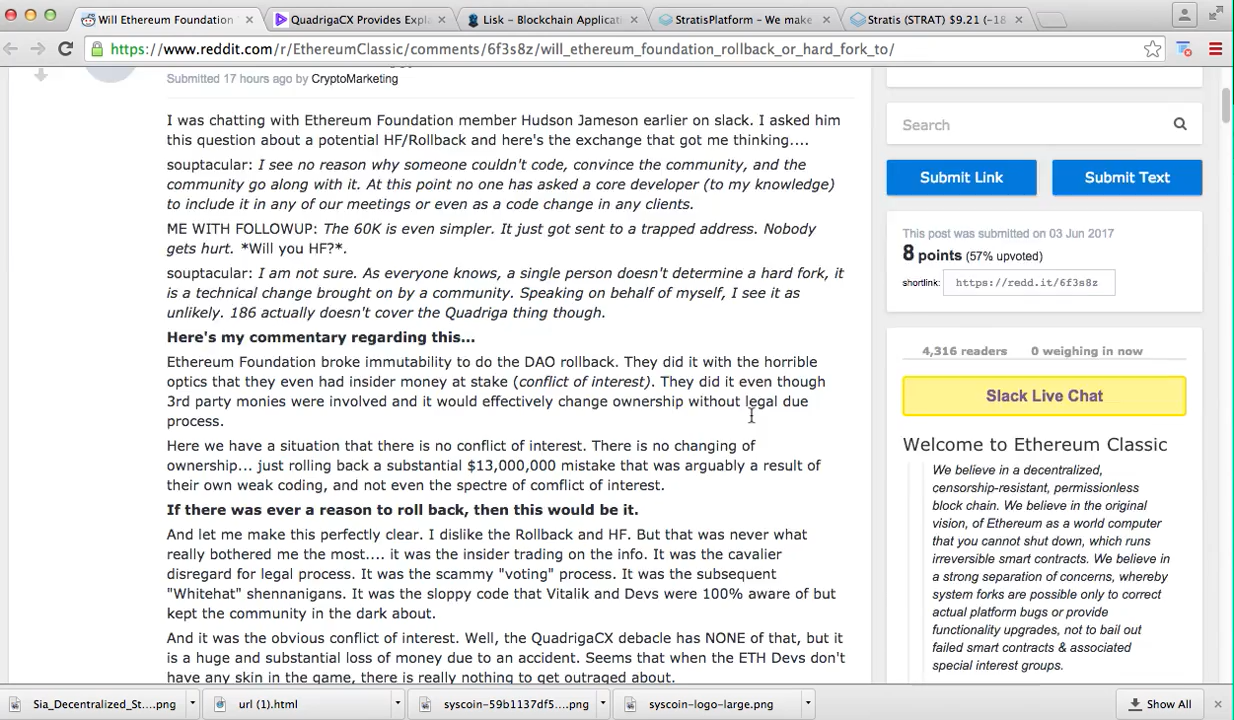 Will Ethereum Foundation
QuadrigaCX Provides Expla
Lisk – Blockchain Applicati
StratisPlatform – We make
Stratis (STRAT) $9.21 (-18
https://www.reddit.com/r/EthereumClassic/comments/6f3s8z/will_ethereum_foundation_rollback_or_hard_fork_to/
Submitted 17 hours ago by CryptoMarketing
I was chatting with Ethereum Foundation member Hudson Jameson earlier on slack. I asked him
this question about a potential HF/Rollback and here's the exchange that got me thinking....
souptacular: I see no reason why someone couldn't code, convince the community, and the
community go along with it. At this point no one has asked a core developer (to my knowledge)
to include it in any of our meetings or even as a code change in any clients.
ME WITH FOLLOWUP: The 60K is even simpler. It just got sent to a trapped address. Nobody
gets hurt. *Will you HF?*.
souptacular: I am not sure. As everyone knows, a single person doesn't determine a hard fork, it
is a technical change brought on by a community. Speaking on behalf of myself, I see it as
unlikely. 186 actually doesn't cover the Quadriga thing though.
Here's my commentary regarding this...
Ethereum Foundation broke immutability to do the DAO rollback. They did it with the horrible
optics that they even had insider money at stake (conflict of interest). They did it even though
3rd party monies were involved and it would effectively change ownership without legal due
process.
Here we have a situation that there is no conflict of interest. There is no changing of
ownership... just rolling back a substantial $13,000,000 mistake that was arguably a result of
their own weak coding, and not even the spectre of comflict of interest.
If there was ever a reason to roll back, then this would be it.
And let me make this perfectly clear. I dislike the Rollback and HF. But that was never what
really bothered me the most.... it was the insider trading on the info. It was the cavalier
disregard for legal process. It was the scammy "voting" process. It was the subsequent
"Whitehat" shennanigans. It was the sloppy code that Vitalik and Devs were 100% aware of but
kept the community in the dark about.
And it was the obvious conflict of interest. Well, the QuadrigaCX debacle has NONE of that, but it
is a huge and substantial loss of money due to an accident. Seems that when the ETH Devs don't
have any skin in the game, there is really nothing to get outraged about.
Search
Submit Link
Submit Text
This post was submitted on 03 Jun 2017
8 points (57% upvoted)
shortlink: https://redd.it/6f3s8z
4,316 readers
0 weighing in now
Slack Live Chat
Welcome to Ethereum Classic
We believe in a decentralized,
censorship-resistant, permissionless
block chain. We believe in the original
vision, of Ethereum as a world computer
that you cannot shut down, which runs
irreversible smart contracts. We believe in
a strong separation of concerns, whereby
system forks are possible only to correct
actual platform bugs or provide
functionality upgrades, not to bail out
failed smart contracts & associated
special interest groups.
Sia_Decentralized_St....png
url (1).html
syscoin-59b1137df5....png
syscoin-logo-large.png
Show All